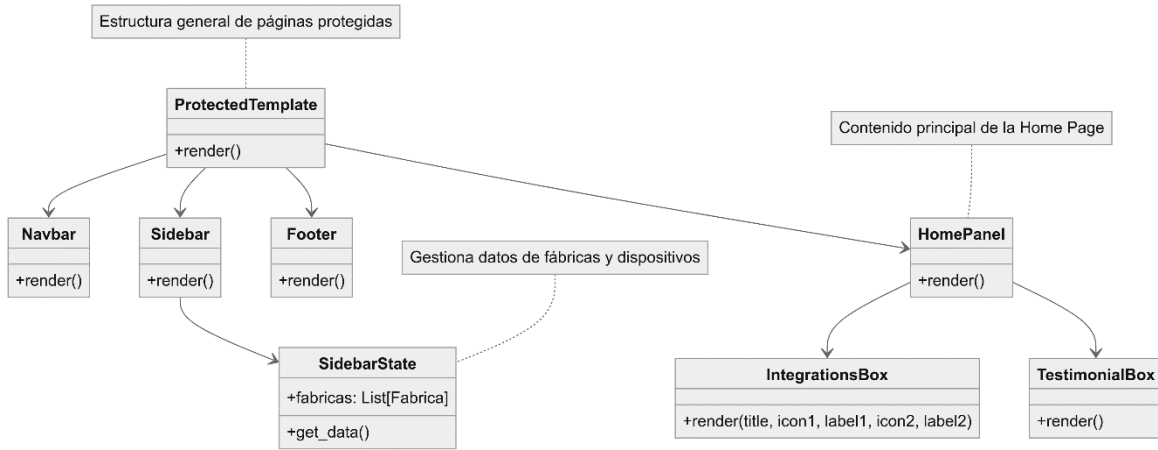 Estructura general de páginas protegidas
ProtectedTemplate
+render()
Contenido principal de la Home Page
Navbar
+render()
Sidebar
+render()
Footer
+render()
HomePanel
+render()
Gestiona datos de fábricas y dispositivos
SidebarState
+fabricas: List[Fabrica]
+get_data()
IntegrationsBox
+render(title, icon1, label1, icon2, label2)
TestimonialBox
+render()